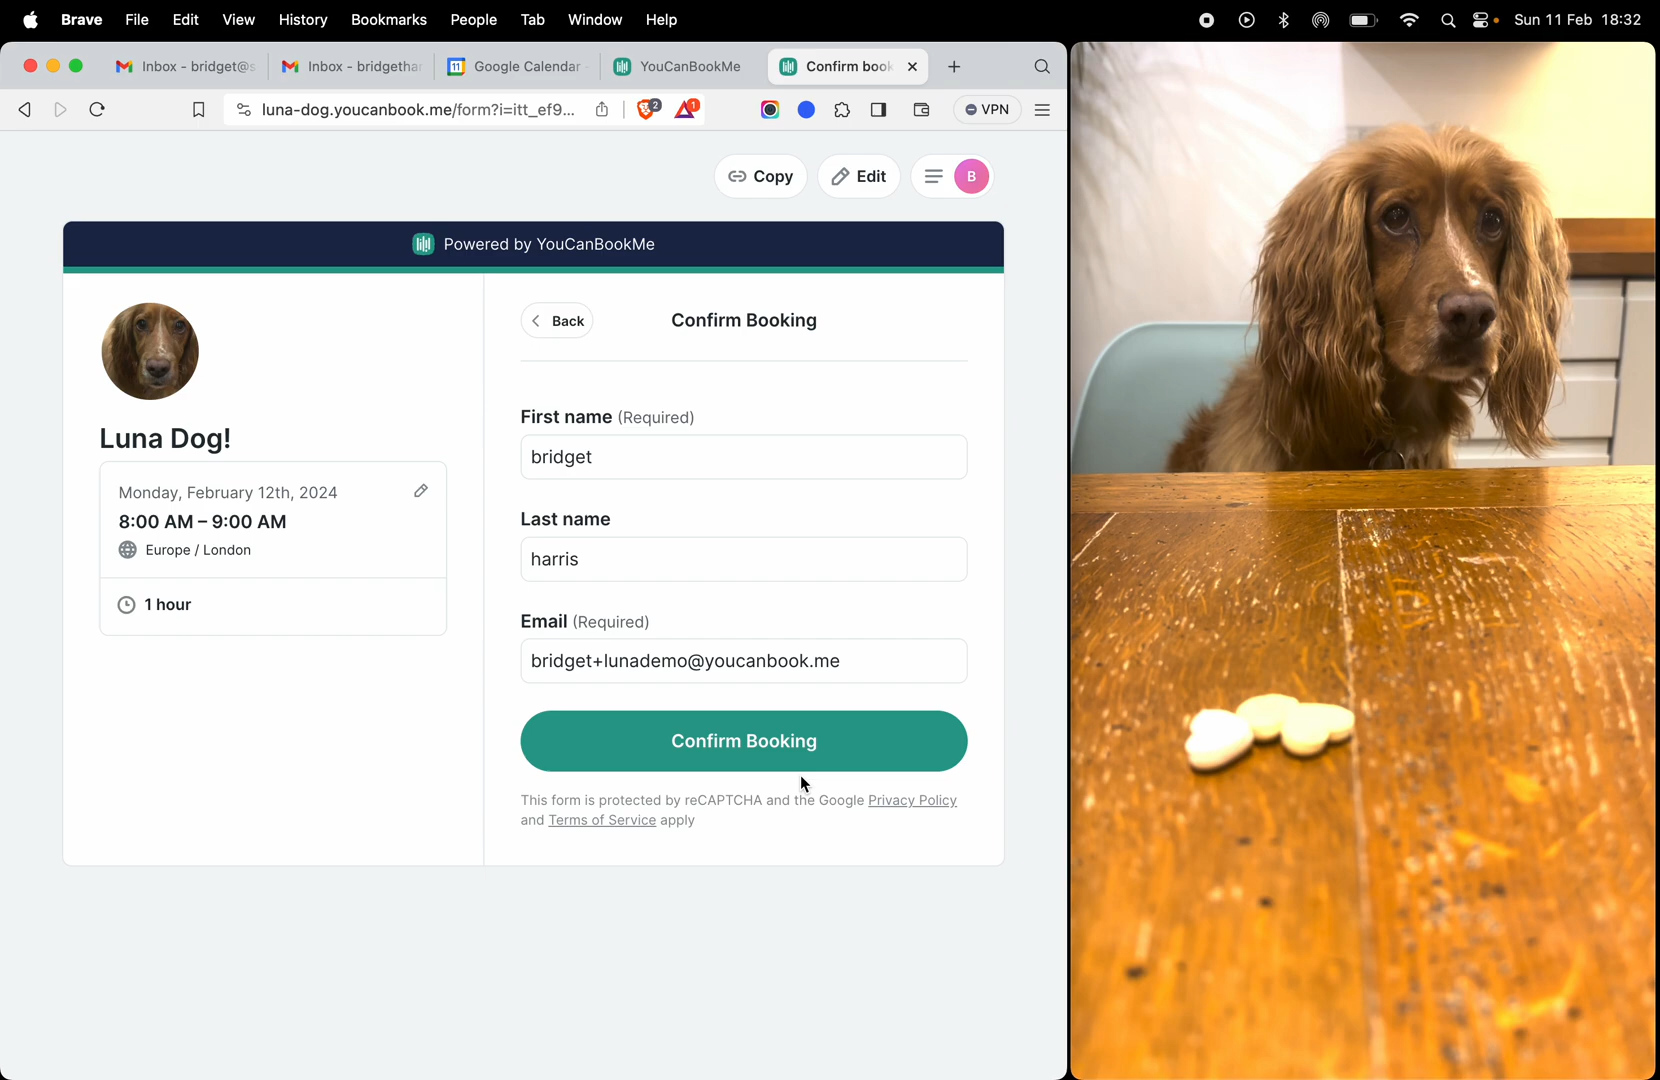 Brave File Edit View History Bookmarks People Tab Window Help Sun 11 Feb 18:32
Inbox - bridget@s Inbox - bridgethar Google Calendar - YouCanBookMe Confirm book
luna-dog.youcanbook.me/form?i=itt_ef9... 2 1 VPN
Copy Edit B
Powered by YouCanBookMe
Luna Dog!
Monday, February 12th, 2024
8:00 AM – 9:00 AM
Europe / London
1 hour
Back Confirm Booking
First name (Required)
bridget
Last name
harris
Email (Required)
bridget+lunademo@youcanbook.me
Confirm Booking
This form is protected by reCAPTCHA and the Google Privacy Policy
and Terms of Service apply